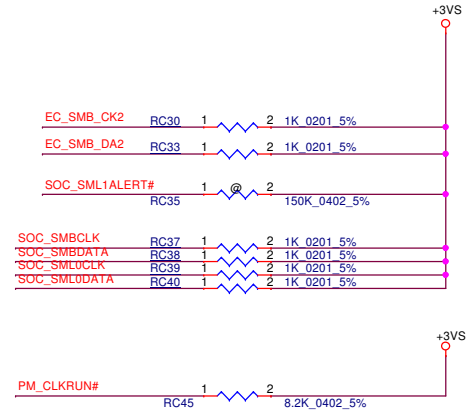 +3VS
EC_SMB_CK2 RC30 1 2 1K_0201_5%
EC_SMB_DA2 RC33 1 2 1K_0201_5%
SOC_SML1ALERT# RC35 1 @ 2 150K_0402_5%
SOC_SMBCLK RC37 1 2 1K_0201_5%
SOC_SMBDATA RC38 1 2 1K_0201_5%
SOC_SML0CLK RC39 1 2 1K_0201_5%
SOC_SML0DATA RC40 1 2 1K_0201_5%
+3VS
PM_CLKRUN# RC45 1 2 8.2K_0402_5%